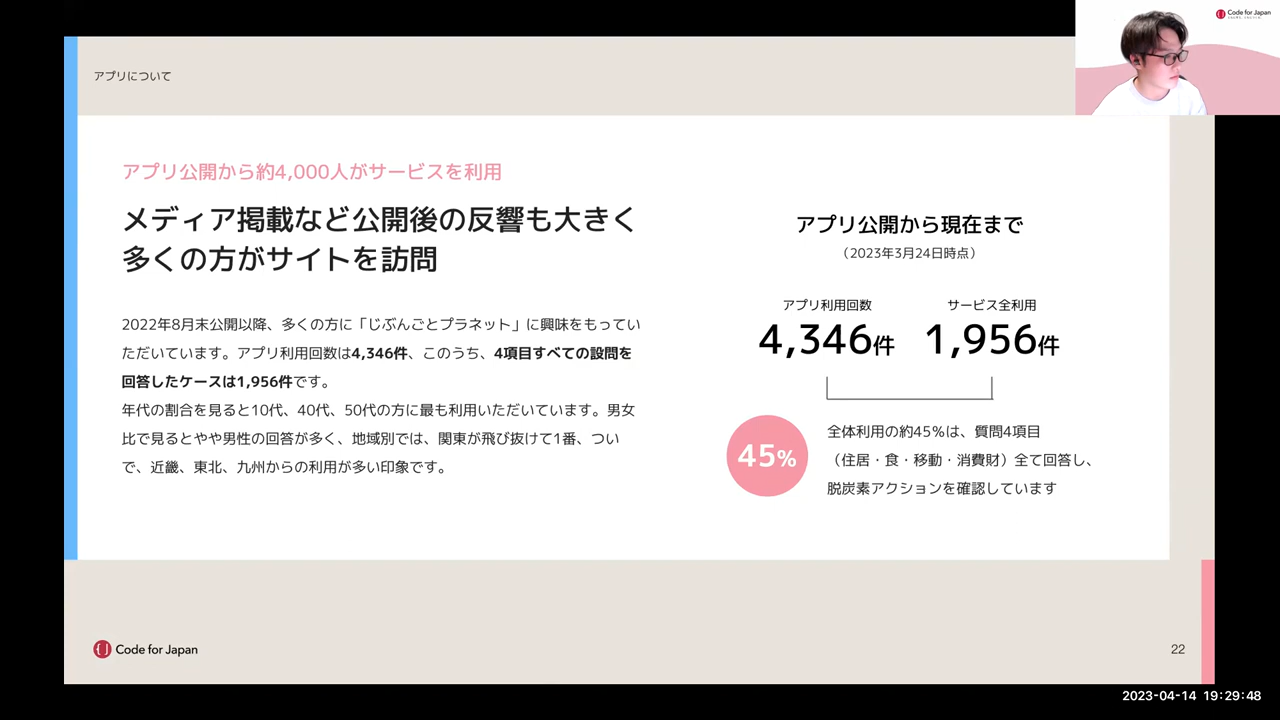 Code for Japan
アプリについて
アプリ公開から約4,000人がサービスを利用
メディア掲載など公開後の反響も大きく
多くの方がサイトを訪問
2022年8月末公開以降、多くの方に「じぶんごとプラネット」に興味をもってい
ただいています。アプリ利用回数は4,346件、このうち、4項目すべての設問を
回答したケースは1,956件です。
年代の割合を見ると10代、40代、50代の方に最も利用いただいています。男女
比で見るとやや男性の回答が多く、地域別では、関東が飛び抜けて1番、つい
で、近畿、東北、九州からの利用が多い印象です。
アプリ公開から現在まで
（2023年3月24日時点）
アプリ利用回数
4,346件
サービス全利用
1,956件
45%
全体利用の約45%は、質問4項目
（住居・食・移動・消費財）全て回答し、
脱炭素アクションを確認しています
Code for Japan
22
2023-04-14 19:29:48